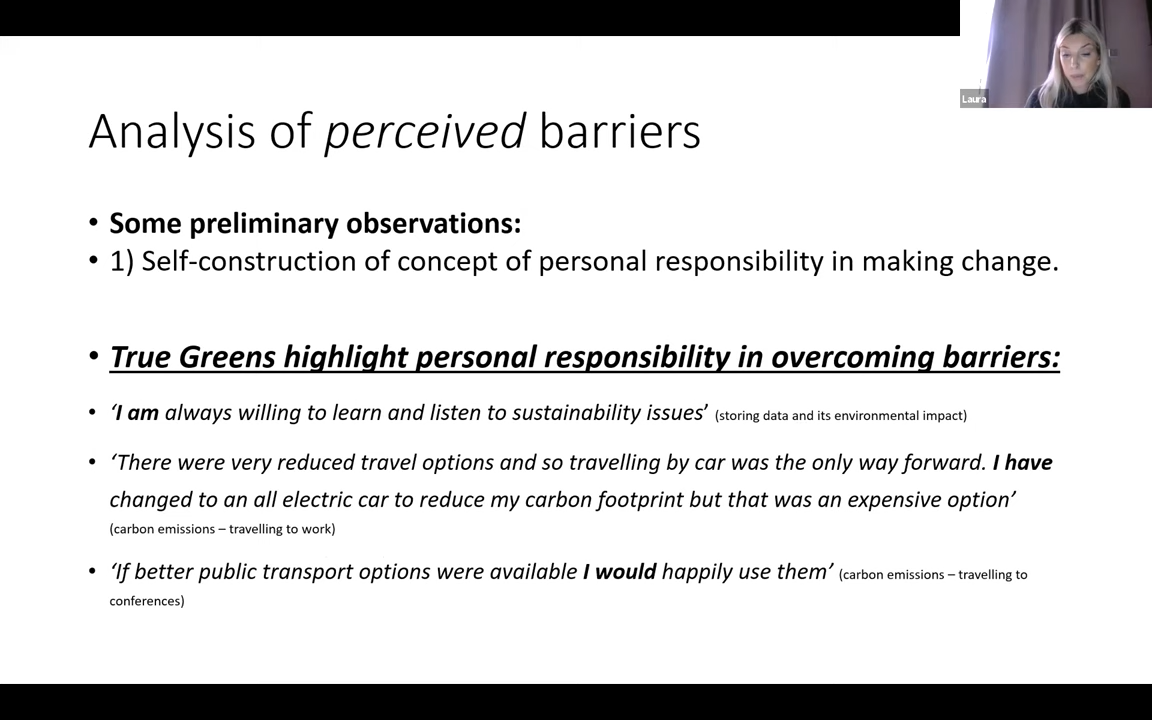 Laura
Analysis of perceived barriers
• Some preliminary observations:
• 1) Self-construction of concept of personal responsibility in making change.
• True Greens highlight personal responsibility in overcoming barriers:
• ‘I am always willing to learn and listen to sustainability issues’ (storing data and its environmental impact)
• ‘There were very reduced travel options and so travelling by car was the only way forward. I have
changed to an all electric car to reduce my carbon footprint but that was an expensive option’
(carbon emissions – travelling to work)
• ‘If better public transport options were available I would happily use them’ (carbon emissions – travelling to
conferences)